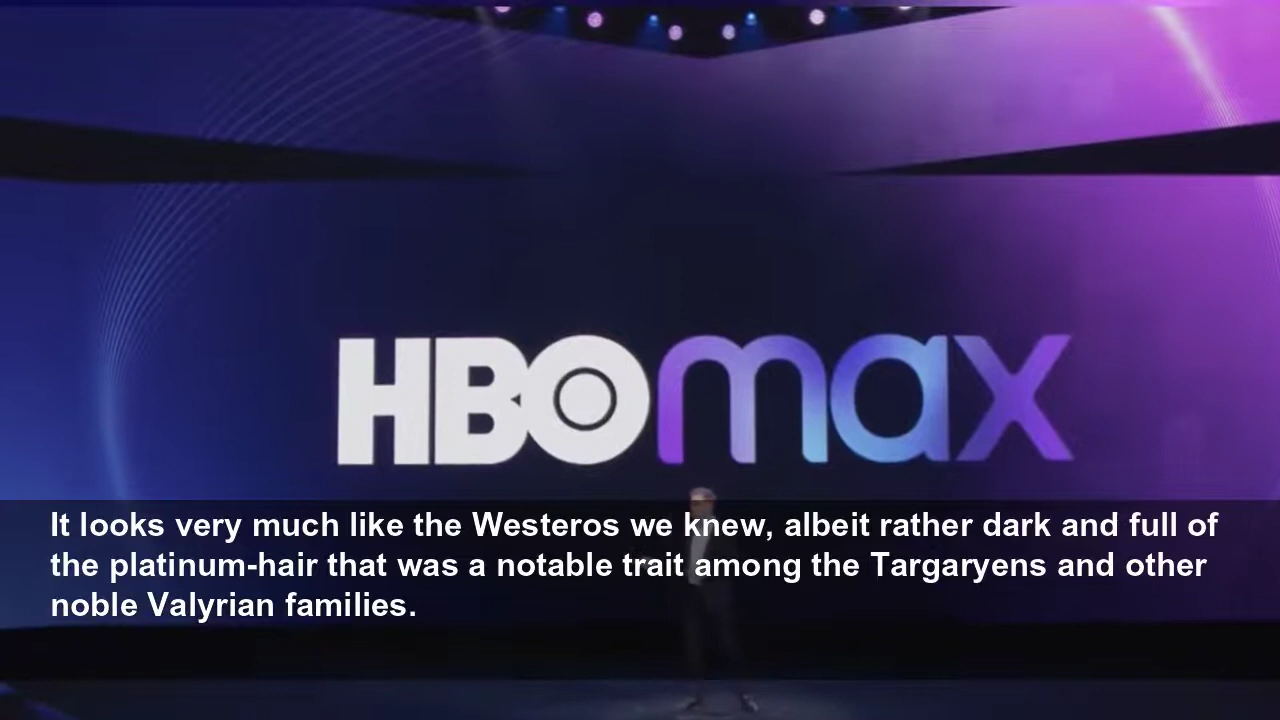 HBOmax
It looks very much like the Westeros we knew, albeit rather dark and full of
the platinum-hair that was a notable trait among the Targaryens and other
noble Valyrian families.